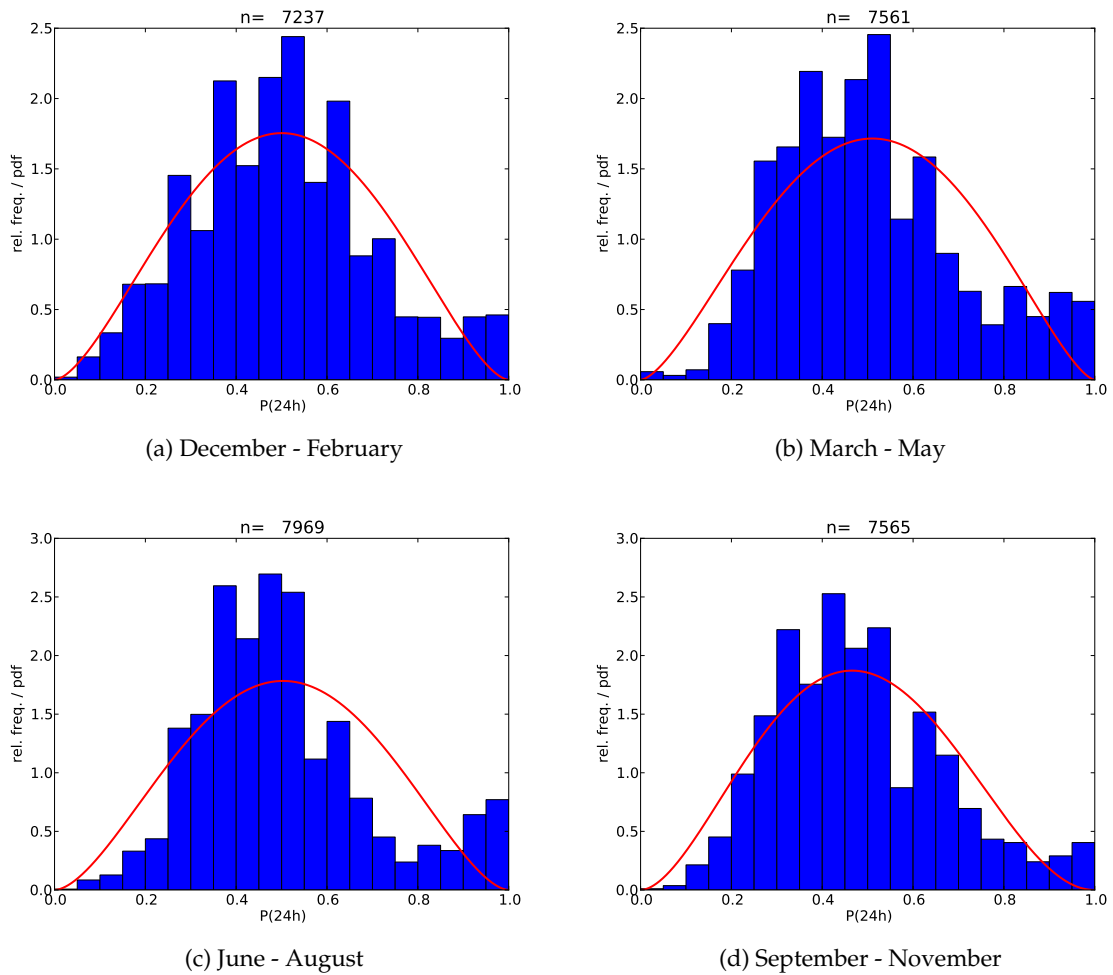 n= 7237
2.5
2.0
1.5
1.0
0.5
0.0
rel. freq. / pdf
0.0 0.2 0.4 0.6 0.8 1.0
P(24h)
(a) December - February
n= 7561
2.5
2.0
1.5
1.0
0.5
0.0
rel. freq. / pdf
0.0 0.2 0.4 0.6 0.8 1.0
P(24h)
(b) March - May
n= 7969
3.0
2.5
2.0
1.5
1.0
0.5
0.0
rel. freq. / pdf
0.0 0.2 0.4 0.6 0.8 1.0
P(24h)
(c) June - August
n= 7565
3.0
2.5
2.0
1.5
1.0
0.5
0.0
rel. freq. / pdf
0.0 0.2 0.4 0.6 0.8 1.0
P(24h)
(d) September - November